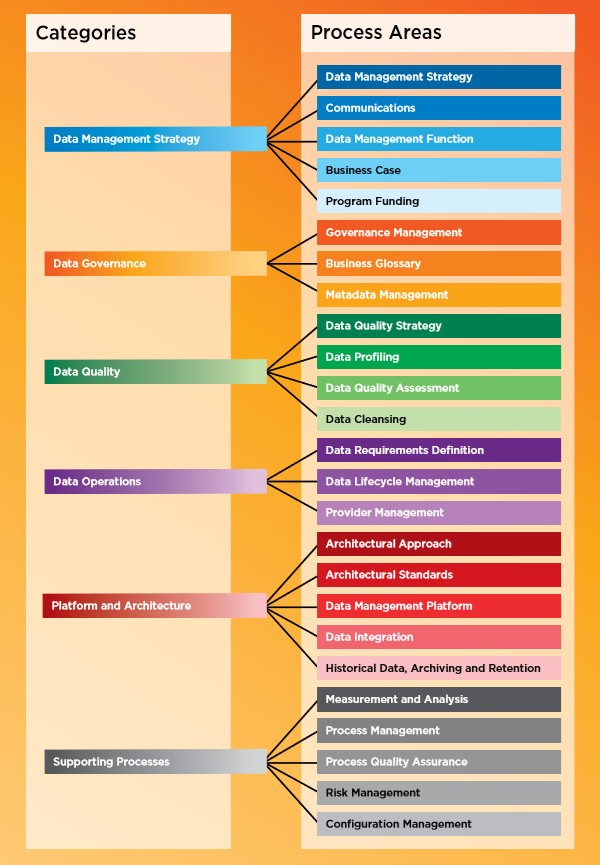 Categories
Process Areas
Data Management Strategy
Data Management Strategy
Communications
Data Management Function
Business Case
Program Funding
Data Governance
Governance Management
Business Glossary
Metadata Management
Data Quality
Data Quality Strategy
Data Profiling
Data Quality Assessment
Data Cleansing
Data Operations
Data Requirements Definition
Data Lifecycle Management
Provider Management
Platform and Architecture
Architectural Approach
Architectural Standards
Data Management Platform
Data Integration
Historical Data, Archiving and Retention
Supporting Processes
Measurement and Analysis
Process Management
Process Quality Assurance
Risk Management
Configuration Management